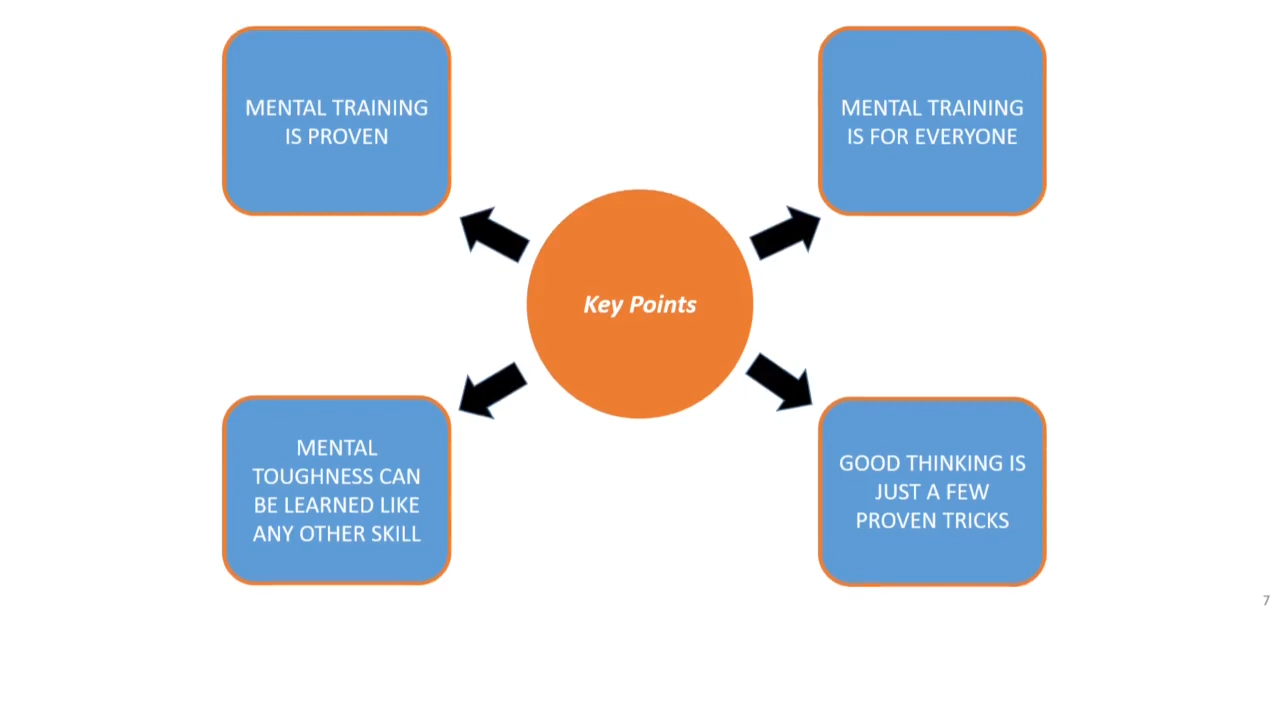 MENTAL TRAINING
IS PROVEN
MENTAL TRAINING
IS FOR EVERYONE
Key Points
MENTAL
TOUGHNESS CAN
BE LEARNED LIKE
ANY OTHER SKILL
GOOD THINKING IS
JUST A FEW
PROVEN TRICKS
7